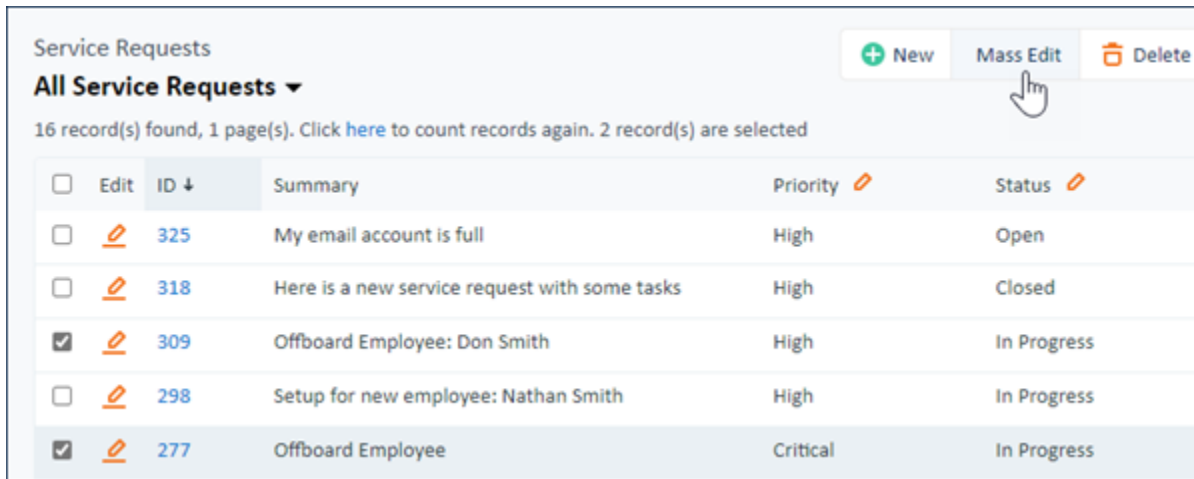 Service Requests
New Mass Edit Delete
All Service Requests
16 record(s) found, 1 page(s). Click here to count records again. 2 record(s) are selected
Edit ID Summary Priority Status
325 My email account is full High Open
318 Here is a new service request with some tasks High Closed
309 Offboard Employee: Don Smith High In Progress
298 Setup for new employee: Nathan Smith High In Progress
277 Offboard Employee Critical In Progress